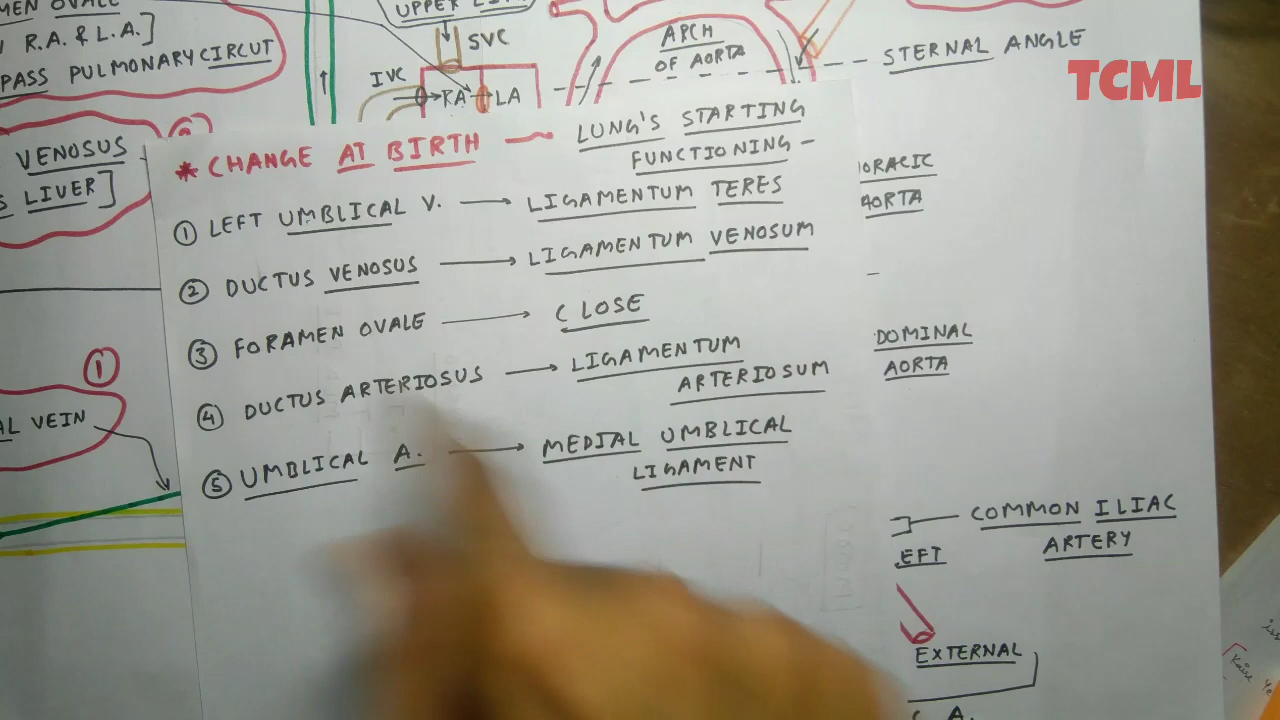 MEN OVALE
R.A. & L.A.]
PASS PULMONARY CIRCUT
UPPER
SVC
IVC
RA
LA
ARCH
OF AORTA
STERNAL ANGLE
TCML
VENOSUS
LIVER]
* CHANGE AT BIRTH — LUNG'S STARTING
FUNCTIONING -
① LEFT UMBLICAL V. → LIGAMENTUM TERES
② DUCTUS VENOSUS → LIGAMENTUM VENOSUM
③ FORAMEN OVALE → CLOSE
④ DUCTUS ARTERIOSUS → LIGAMENTUM
ARTERIOSUM
⑤ UMBLICAL A. → MEDIAL UMBLICAL
LIGAMENT
ORACIC
AORTA
DOMINAL
AORTA
①
AL VEIN
COMMON ILIAC
ARTERY
EFT
EXTERNAL
A.